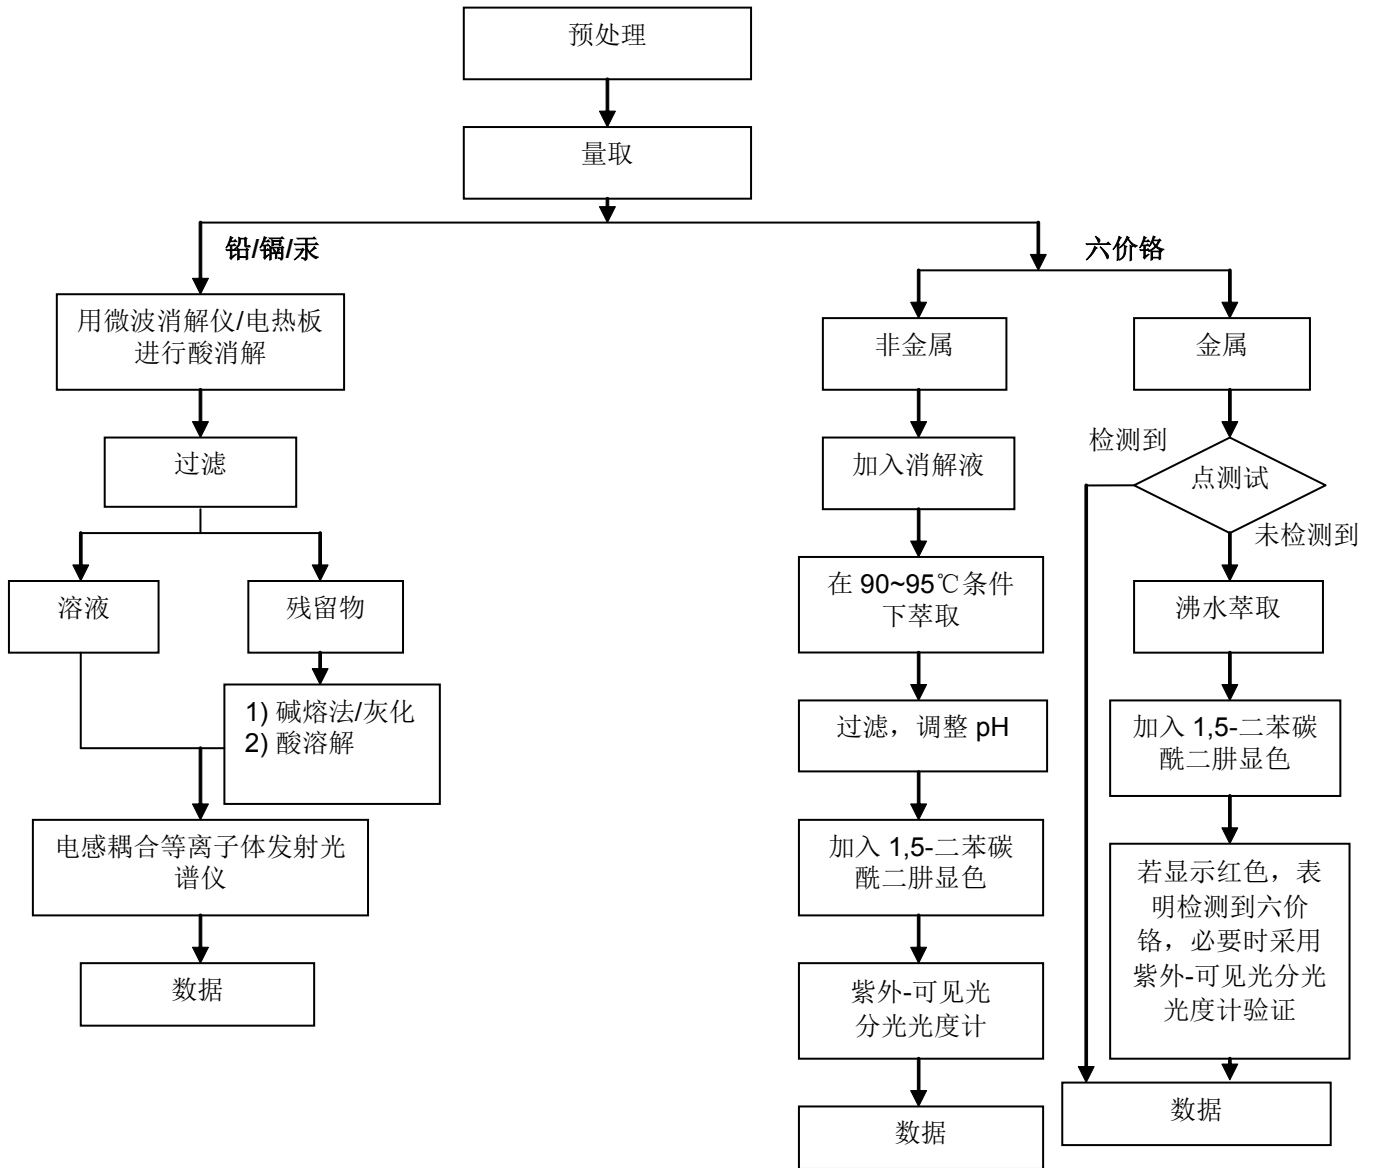 预处理
量取
铅/镉/汞
用微波消解仪/电热板
进行酸消解
过滤
溶液
残留物
1) 碱熔法/灰化
2) 酸溶解
电感耦合等离子体发射光
谱仪
数据
六价铬
非金属
加入消解液
在 90~95℃条件
下萃取
过滤，调整 pH
加入 1,5-二苯碳
酰二肼显色
紫外-可见光
分光光度计
数据
金属
检测到
点测试
未检测到
沸水萃取
加入 1,5-二苯碳
酰二肼显色
若显示红色，表
明检测到六价
铬，必要时采用
紫外-可见光分光
光度计验证
数据